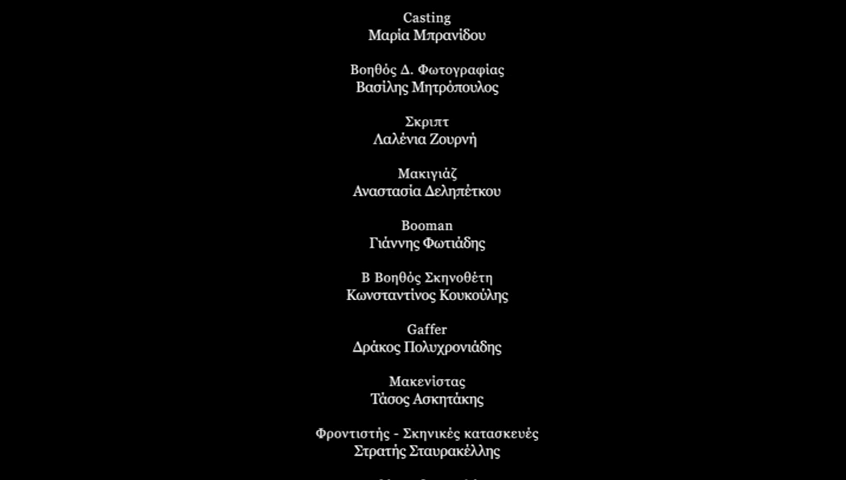 Casting
Μαρία Μπρανίδου
Βοηθός Δ. Φωτογραφίας
Βασίλης Μητρόπουλος
Σκριπτ
Λαλένια Ζουρνή
Μακιγιάζ
Αναστασία Δεληπέτκου
Booman
Γιάννης Φωτιάδης
Β Βοηθός Σκηνοθέτη
Κωνσταντίνος Κουκούλης
Gaffer
Δράκος Πολυχρονιάδης
Μακενίστας
Τάσος Ασκητάκης
Φροντιστής - Σκηνικές κατασκευές
Στρατής Σταυρακέλλης